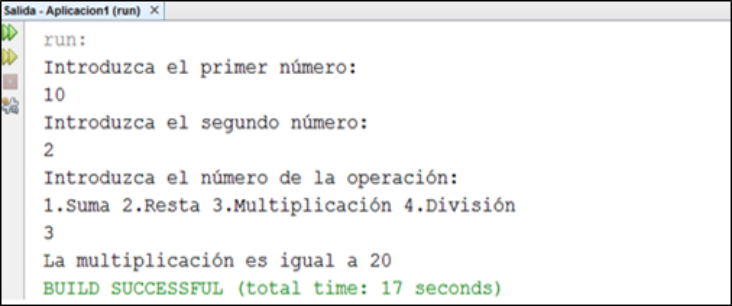 Salida - Aplicacion1 (run) ×
run:
Introduzca el primer número:
10
Introduzca el segundo número:
2
Introduzca el número de la operación:
1.Suma 2.Resta 3.Multiplicación 4.División
3
La multiplicación es igual a 20
BUILD SUCCESSFUL (total time: 17 seconds)